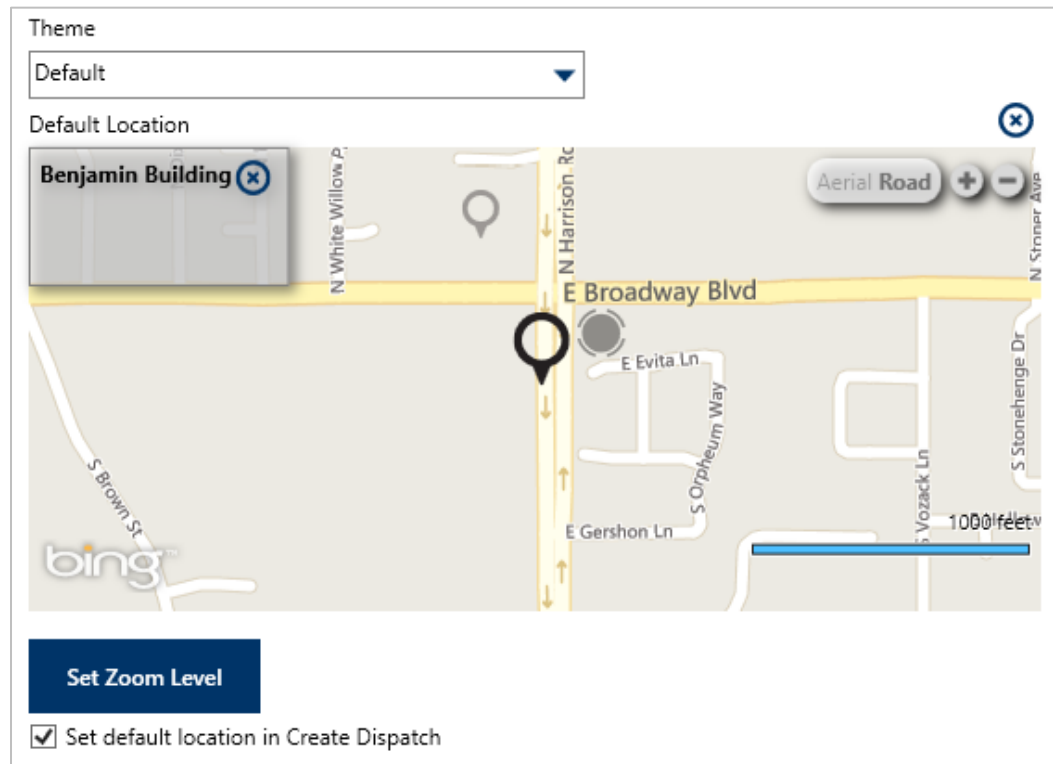 Theme
Default
Default Location
Benjamin Building
Aerial Road
N White Willow P
N Harrison Rd
N Stoner Ave
E Broadway Blvd
E Evita Ln
S Orpheum Way
S Stonehenge Dr
S Brown St
S Vozack Ln
E Gershon Ln
1000 feet
bing™
Set Zoom Level
Set default location in Create Dispatch